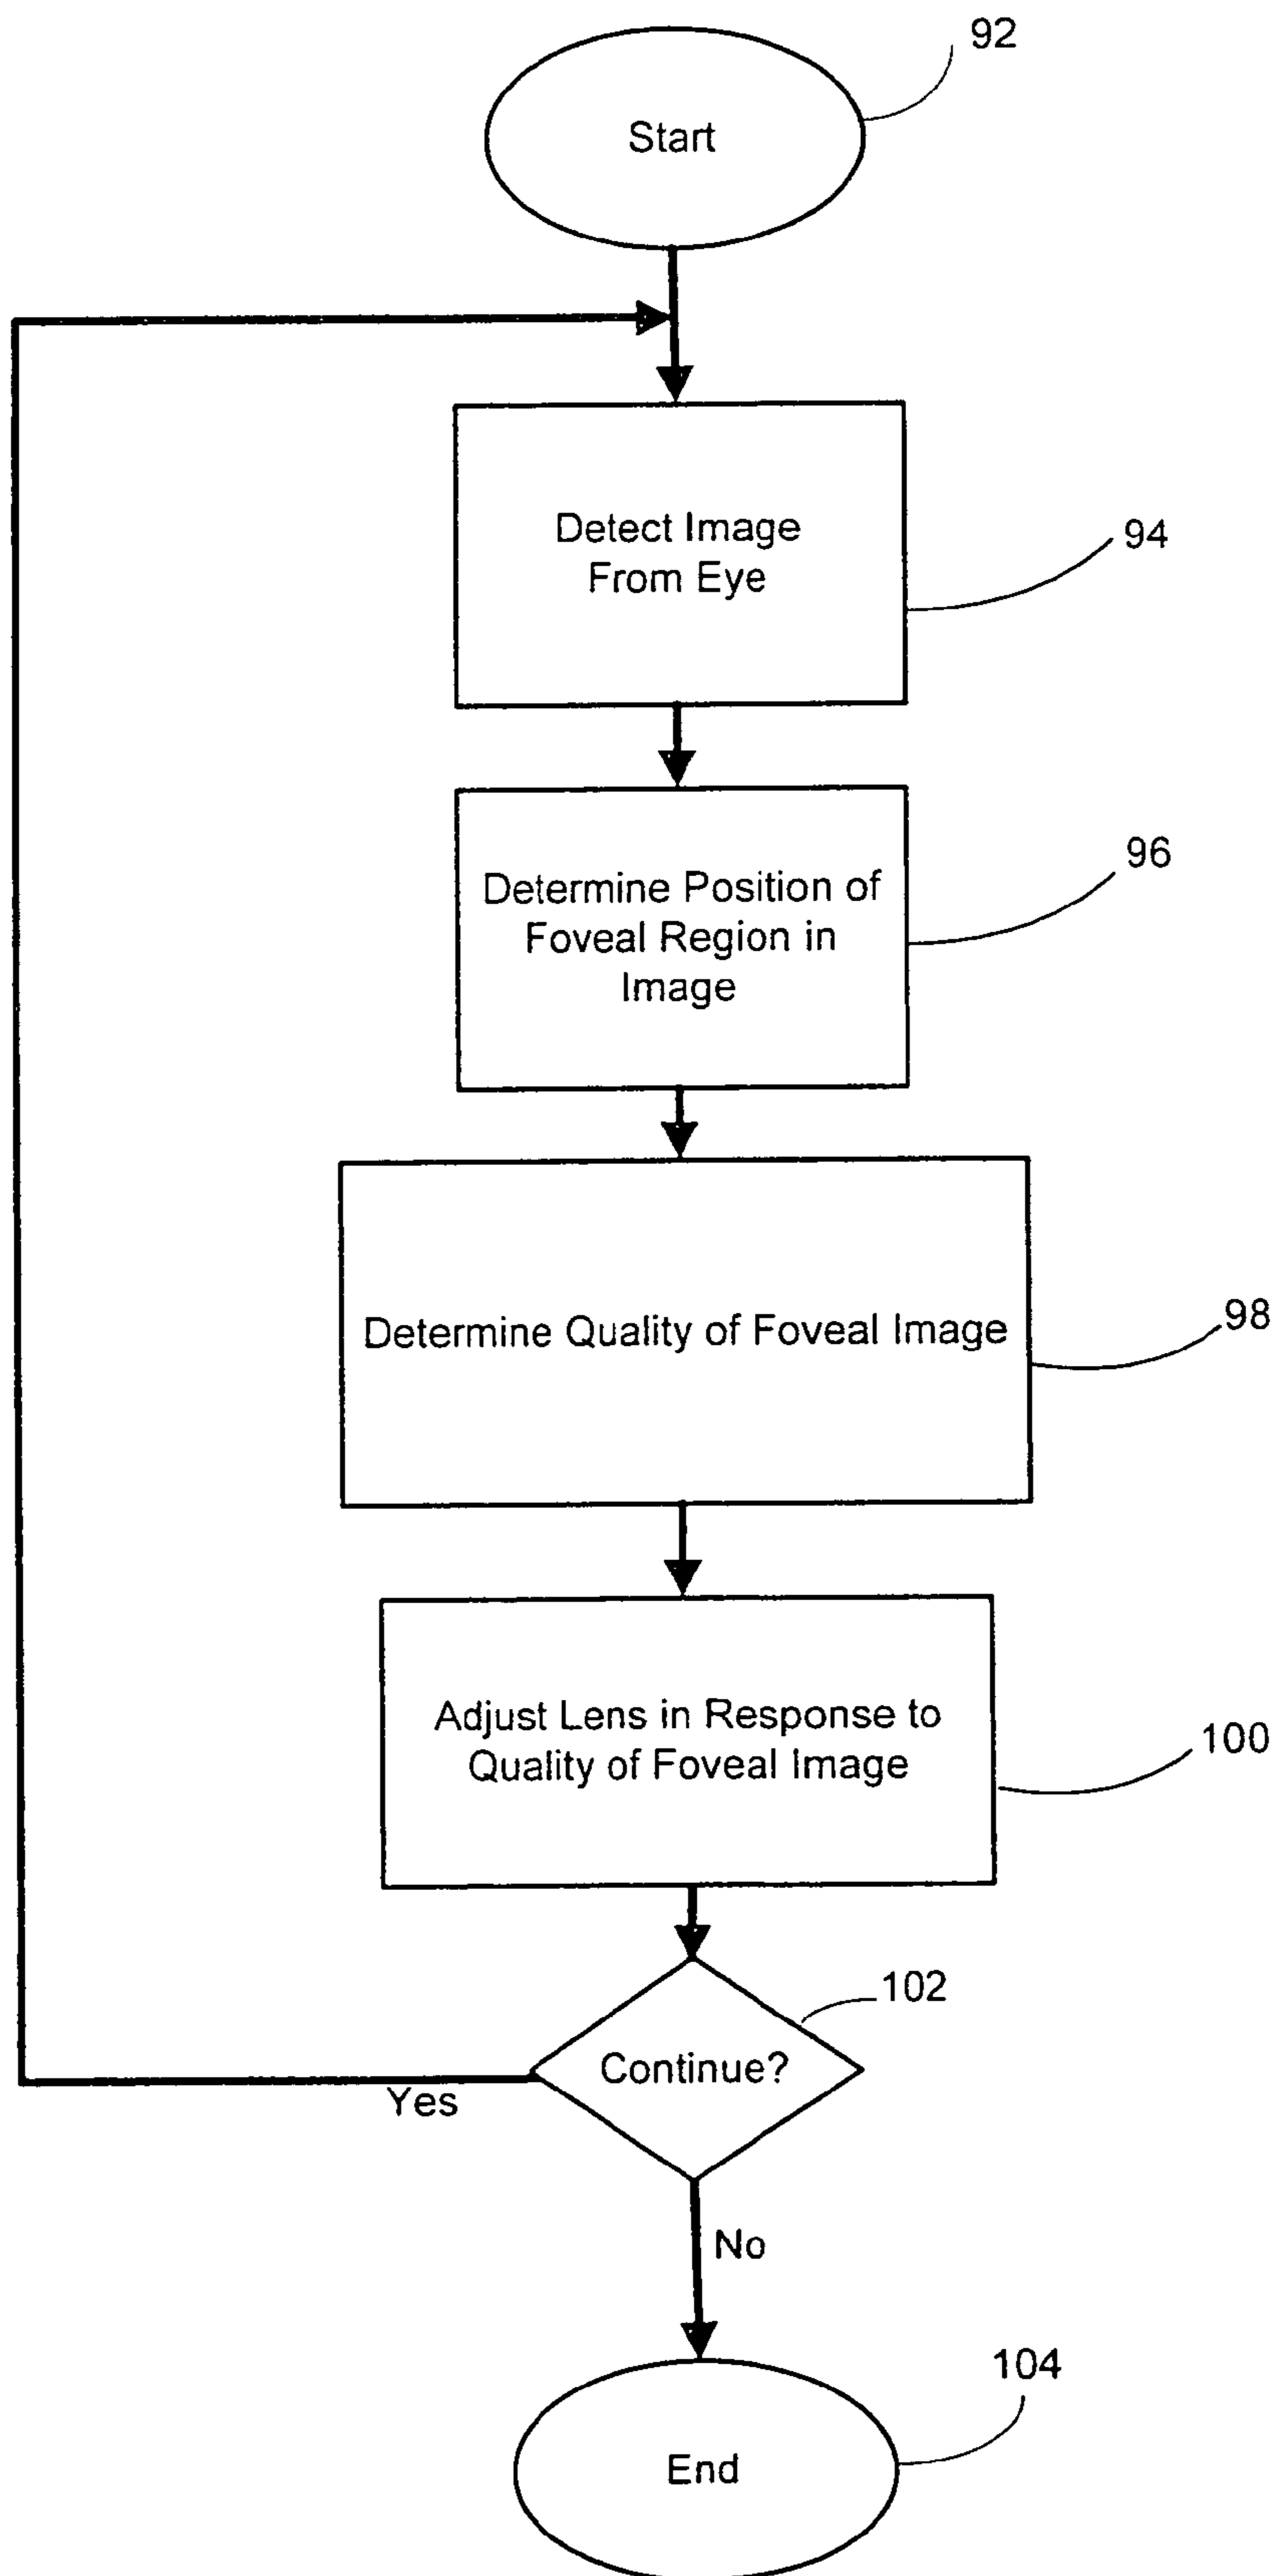 92
Start
Detect Image
From Eye
94
Determine Position of
Foveal Region in
Image
96
Determine Quality of Foveal Image
98
Adjust Lens in Response to
Quality of Foveal Image
100
102
Continue?
Yes
No
104
End